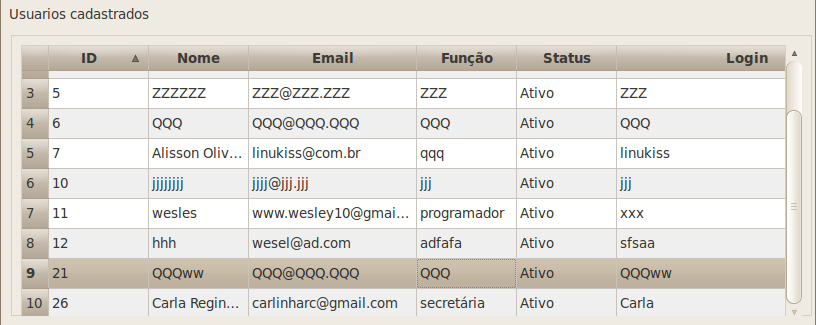 Usuarios cadastrados
ID Nome Email Função Status Login
3 5 ZZZZZZ ZZZ@ZZZ.ZZZ ZZZ Ativo ZZZ
4 6 QQQ QQQ@QQQ.QQQ QQQ Ativo QQQ
5 7 Alisson Oliv... linukiss@com.br qqq Ativo linukiss
6 10 jjjjjjjj jjjj@jjj.jjj jjj Ativo jjj
7 11 wesles www.wesley10@gmai... programador Ativo xxx
8 12 hhh wesel@ad.com adfafa Ativo sfsaa
9 21 QQQww QQQ@QQQ.QQQ QQQ Ativo QQQww
10 26 Carla Regin... carlinharc@gmail.com secretária Ativo Carla